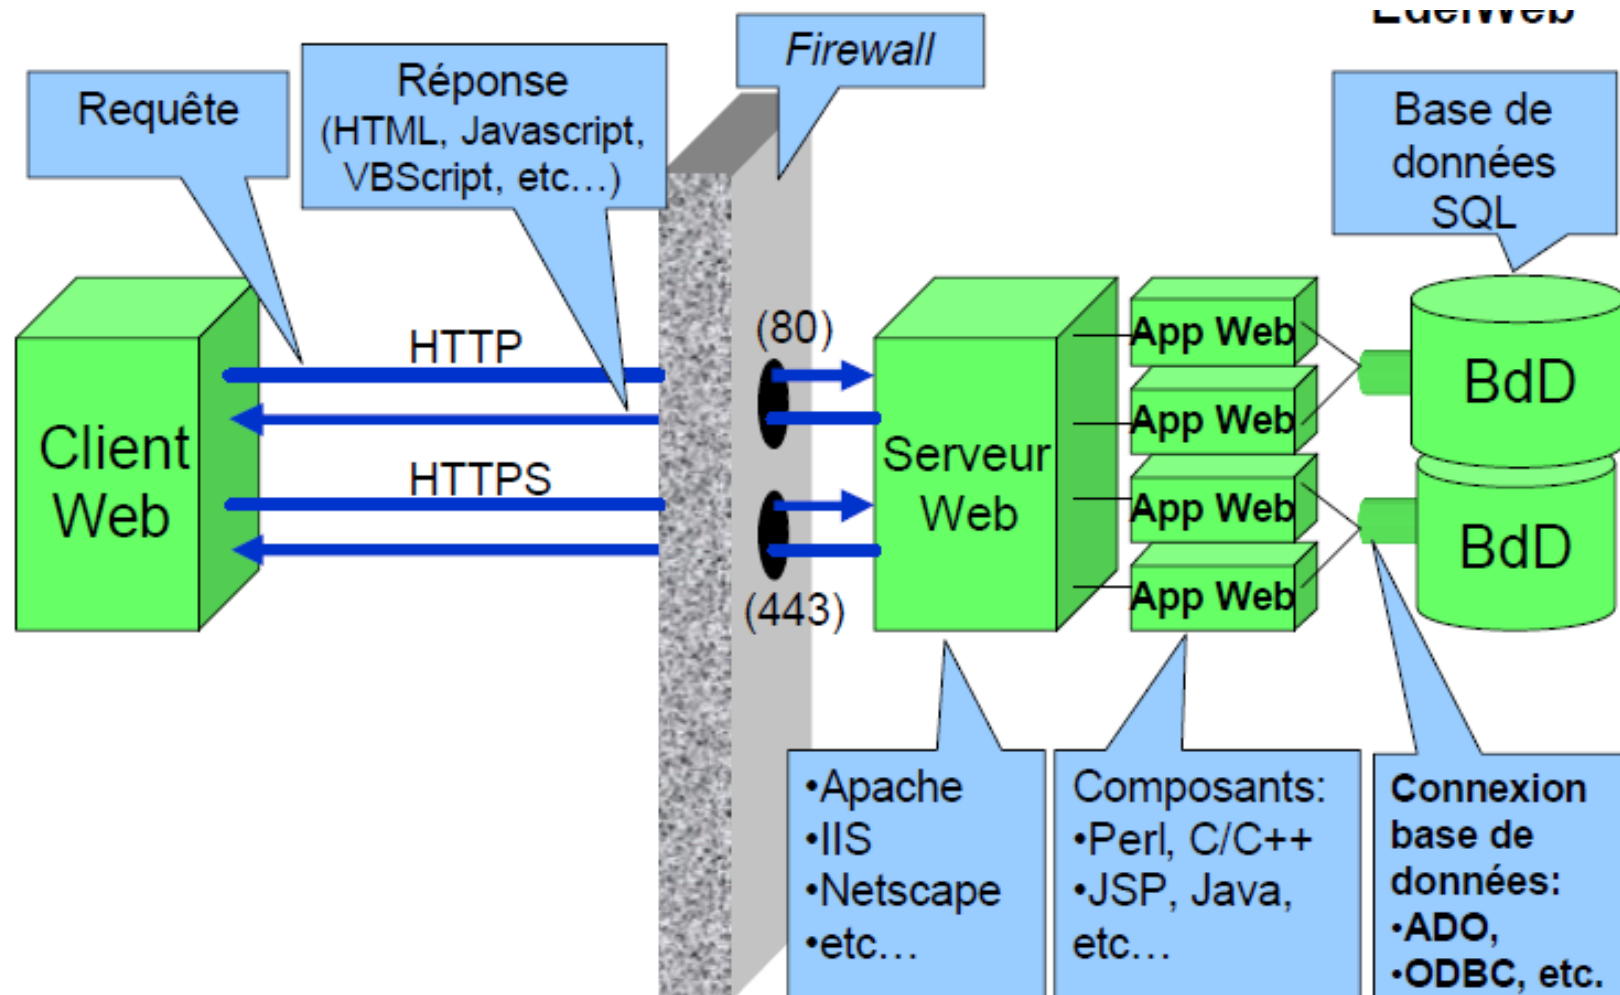 EdelWeb
Requête
Réponse
(HTML, Javascript,
VBScript, etc…)
Firewall
Base de
données
SQL
HTTP
HTTPS
(80)
(443)
Client
Web
Serveur
Web
App Web
App Web
App Web
App Web
BdD
BdD
•Apache
•IIS
•Netscape
•etc…
Composants:
•Perl, C/C++
•JSP, Java,
etc…
Connexion
base de
données:
•ADO,
•ODBC, etc.